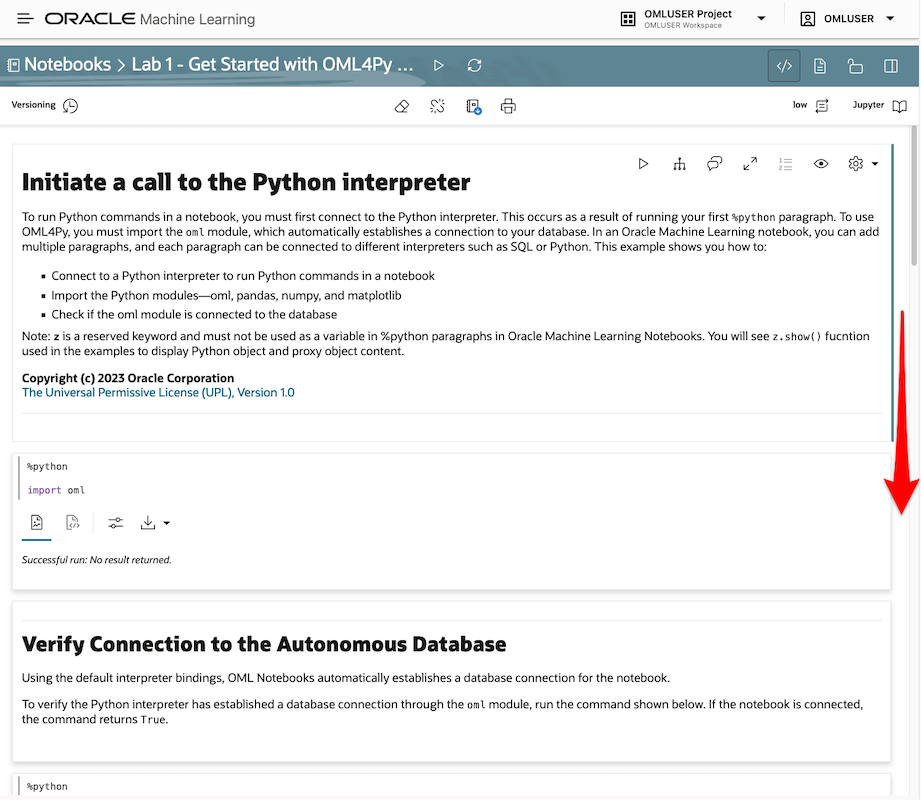 ORACLE Machine Learning
OMLUSER Project
OMLUSER Workspace
OMLUSER
Notebooks > Lab 1 - Get Started with OML4Py ...
Versioning
low
Jupyter
Initiate a call to the Python interpreter
To run Python commands in a notebook, you must first connect to the Python interpreter. This occurs as a result of running your first %python paragraph. To use
OML4Py, you must import the oml module, which automatically establishes a connection to your database. In an Oracle Machine Learning notebook, you can add
multiple paragraphs, and each paragraph can be connected to different interpreters such as SQL or Python. This example shows you how to:
▪ Connect to a Python interpreter to run Python commands in a notebook
▪ Import the Python modules—oml, pandas, numpy, and matplotlib
▪ Check if the oml module is connected to the database
Note: z is a reserved keyword and must not be used as a variable in %python paragraphs in Oracle Machine Learning Notebooks. You will see z.show() fucntion
used in the examples to display Python object and proxy object content.
Copyright (c) 2023 Oracle Corporation
The Universal Permissive License (UPL), Version 1.0
%python
import oml
Successful run: No result returned.
Verify Connection to the Autonomous Database
Using the default interpreter bindings, OML Notebooks automatically establishes a database connection for the notebook.
To verify the Python interpreter has established a database connection through the oml module, run the command shown below. If the notebook is connected,
the command returns True.
%python